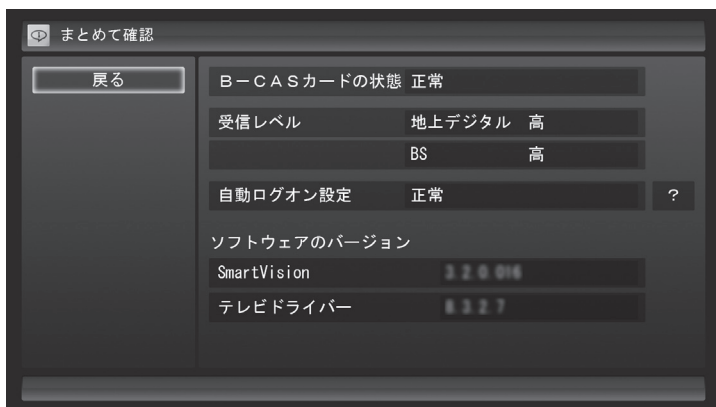 まとめて確認
戻る
B－CASカードの状態 正常
受信レベル 地上デジタル 高
BS 高
自動ログオン設定 正常 ?
ソフトウェアのバージョン
SmartVision
テレビドライバー